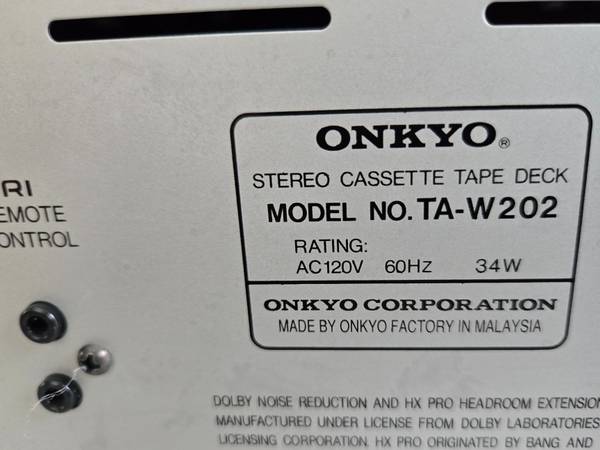 ONKYO®
STEREO CASSETTE TAPE DECK
MODEL NO. TA-W202
RATING:
AC120V 60Hz 34W
ONKYO CORPORATION
MADE BY ONKYO FACTORY IN MALAYSIA
RI
EMOTE
ONTROL
DOLBY NOISE REDUCTION AND HX PRO HEADROOM EXTENSION
MANUFACTURED UNDER LICENSE FROM DOLBY LABORATORIES
LICENSING CORPORATION, HX PRO ORIGINATED BY BANG AND